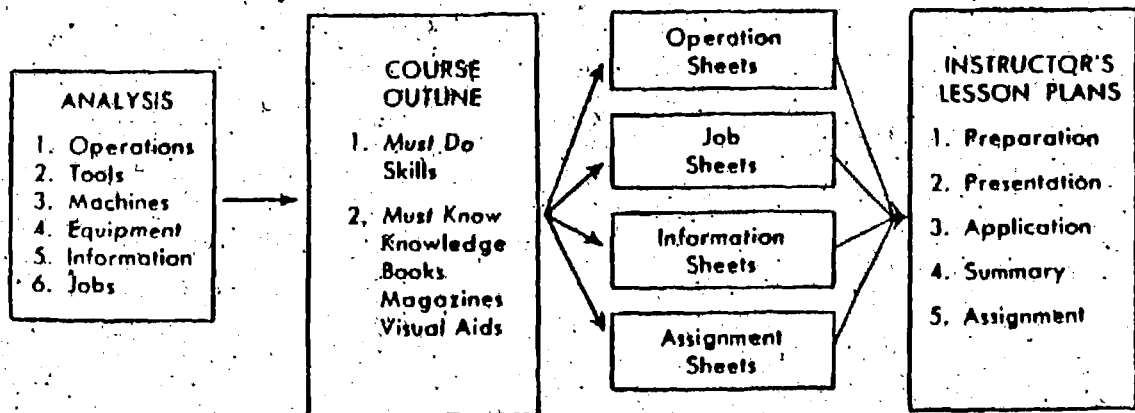 ANALYSIS
1. Operations
2. Tools
3. Machines
4. Equipment
5. Information
6. Jobs
COURSE
OUTLINE
1. Must Do
Skills
2. Must Know
Knowledge
Books
Magazines
Visual Aids
Operation
Sheets
Job
Sheets
Information
Sheets
Assignment
Sheets
INSTRUCTOR'S
LESSON PLANS
1. Preparation
2. Presentation
3. Application
4. Summary
5. Assignment